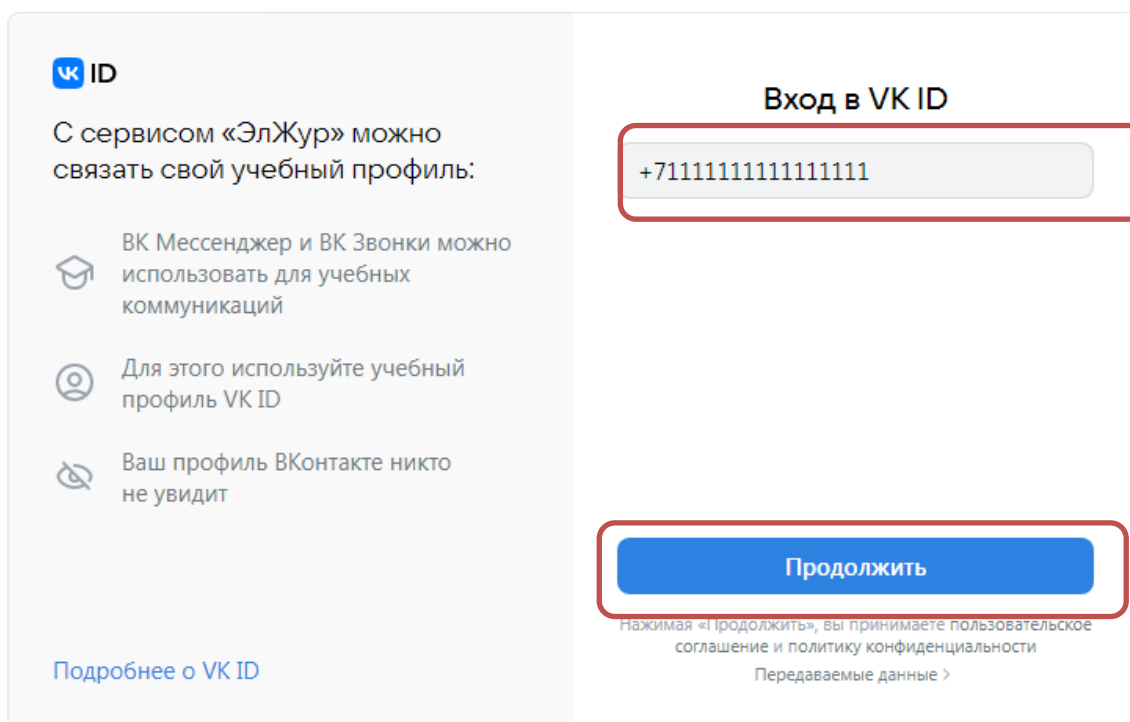 VK ID
С сервисом «ЭлЖур» можно
связать свой учебный профиль:
ВК Мессенджер и ВК Звонки можно
использовать для учебных
коммуникаций
Для этого используйте учебный
профиль VK ID
Ваш профиль ВКонтакте никто
не увидит
Подробнее о VK ID
Вход в VK ID
+71111111111111111
Продолжить
Нажимая «Продолжить», вы принимаете пользовательское
соглашение и политику конфиденциальности
Передаваемые данные >